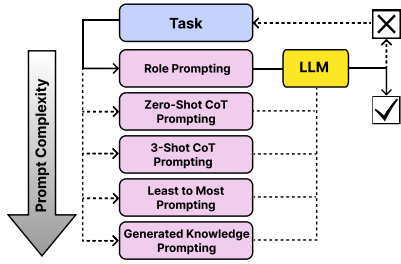 Task
Role Prompting
LLM
Zero-Shot CoT
Prompting
3-Shot CoT
Prompting
Least to Most
Prompting
Generated Knowledge
Prompting
Prompt Complexity